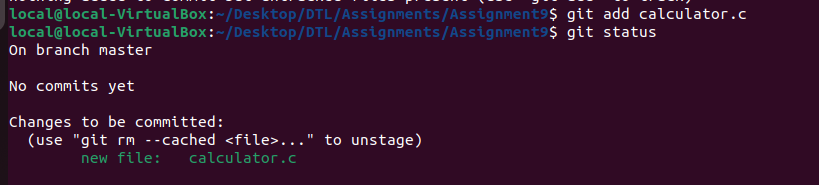 local@local-VirtualBox:~/Desktop/DTL/Assignments/Assignment9$ git add calculator.c
local@local-VirtualBox:~/Desktop/DTL/Assignments/Assignment9$ git status
On branch master
No commits yet
Changes to be committed:
(use "git rm --cached <file>..." to unstage)
new file: calculator.c